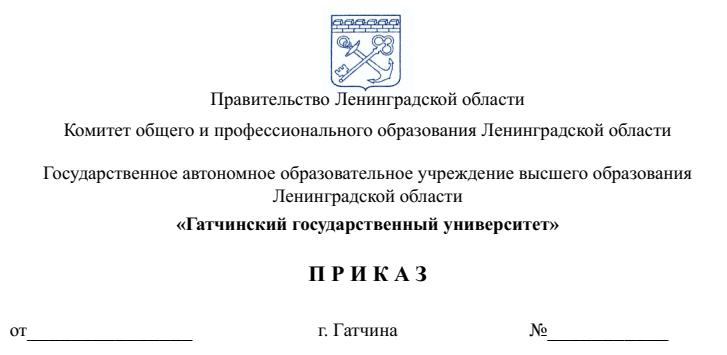 Правительство Ленинградской области
Комитет общего и профессионального образования Ленинградской области
Государственное автономное образовательное учреждение высшего образования
Ленинградской области
«Гатчинский государственный университет»
П Р И К А З
от_________________ г. Гатчина №____________